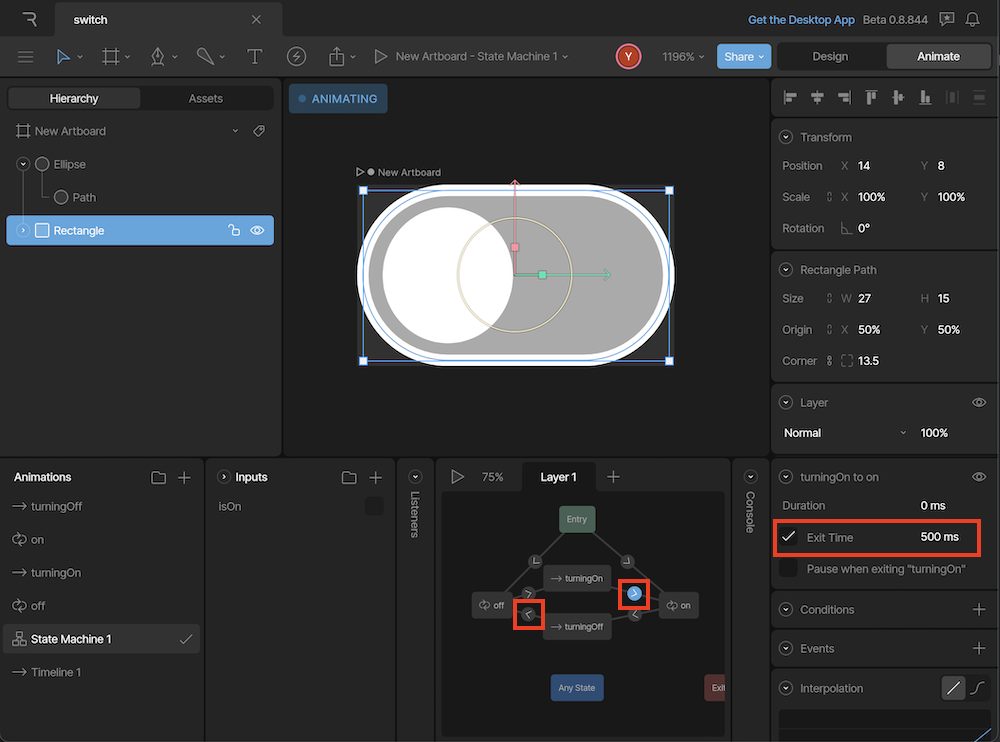 switch
Get the Desktop App Beta 0.8.844
New Artboard - State Machine 1
Y
1196%
Share
Design
Animate
Hierarchy
Assets
New Artboard
Ellipse
Path
Rectangle
ANIMATING
New Artboard
Transform
Position X 14 Y 8
Scale X 100% Y 100%
Rotation 0°
Rectangle Path
Size W 27 H 15
Origin X 50% Y 50%
Corner 13.5
Layer
Normal 100%
Animations
turningOff
on
turningOn
off
State Machine 1
Timeline 1
Inputs
isOn
Listeners
75%
Layer 1
Entry
turningOn
off
on
turningOff
Any State
Exit
Console
turningOn to on
Duration 0 ms
Exit Time 500 ms
Pause when exiting "turningOn"
Conditions
Events
Interpolation